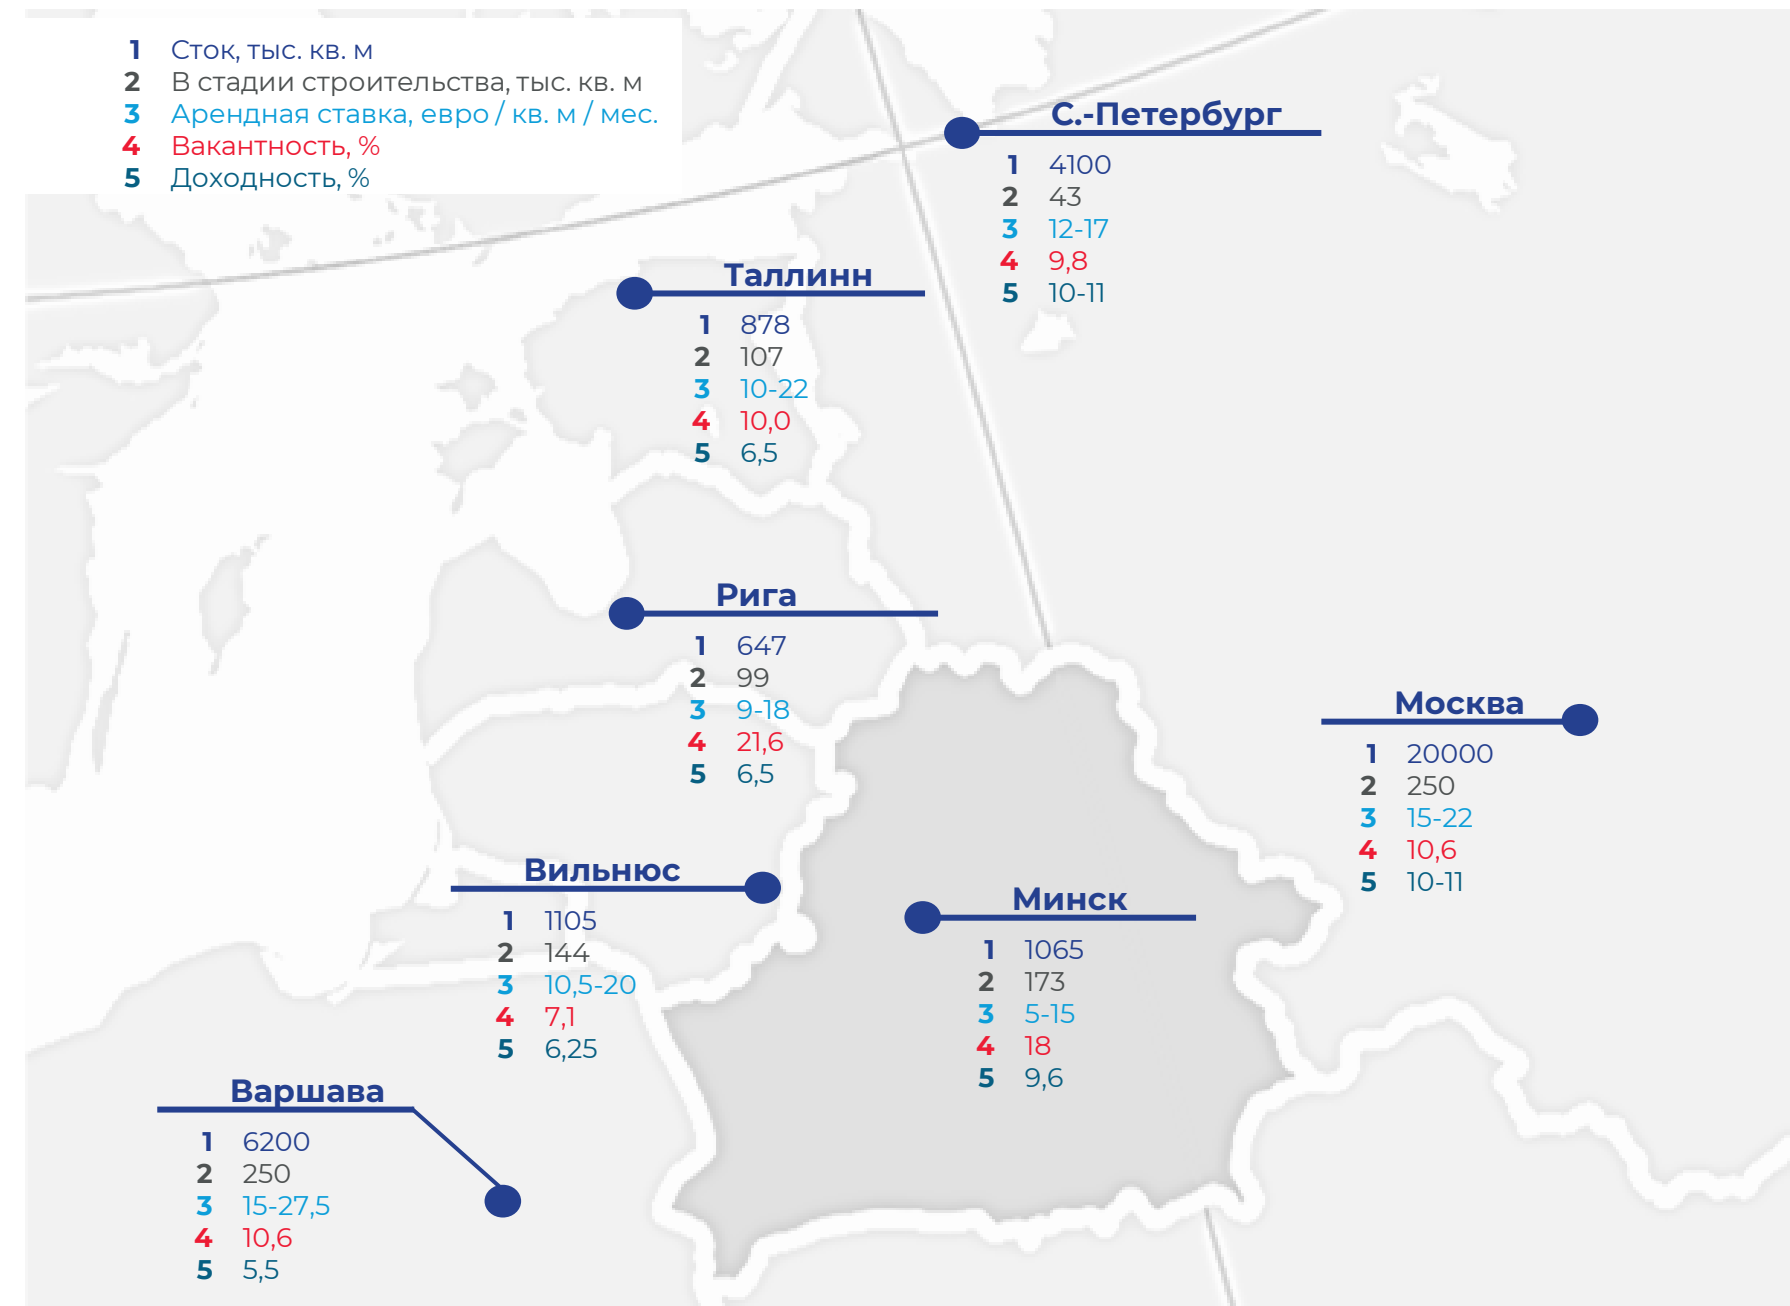 1 Сток, тыс. кв. м
2 В стадии строительства, тыс. кв. м
3 Арендная ставка, евро / кв. м / мес.
4 Вакантность, %
5 Доходность, %
С.-Петербург
1 4100
2 43
3 12-17
4 9,8
5 10-11
Таллинн
1 878
2 107
3 10-22
4 10,0
5 6,5
Рига
1 647
2 99
3 9-18
4 21,6
5 6,5
Москва
1 20000
2 250
3 15-22
4 10,6
5 10-11
Вильнюс
1 1105
2 144
3 10,5-20
4 7,1
5 6,25
Минск
1 1065
2 173
3 5-15
4 18
5 9,6
Варшава
1 6200
2 250
3 15-27,5
4 10,6
5 5,5